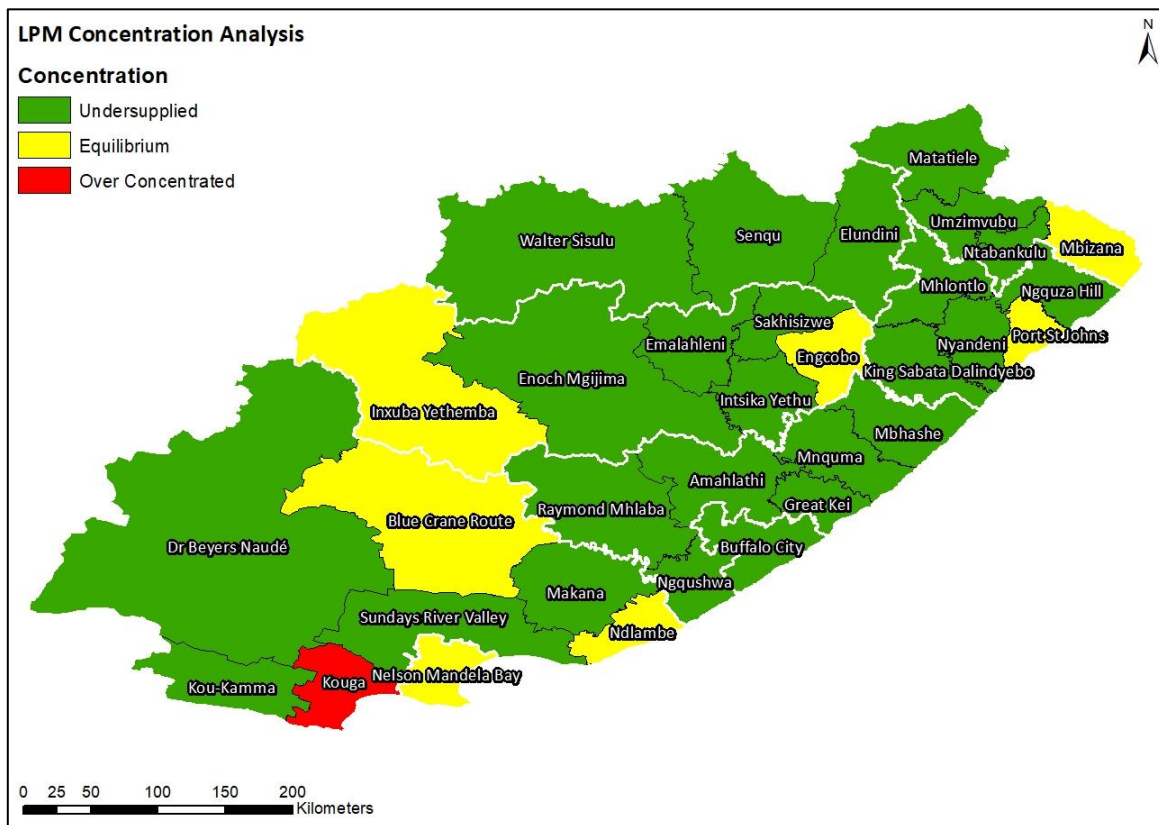 LPM Concentration Analysis
Concentration
Undersupplied
Equilibrium
Over Concentrated
N
Matatiele
Umzimvubu
Elundini
Senqu
Walter Sisulu
Mbizana
Ntabankulu
Mhlontlo
Ngquza Hill
Sakhisizwe
Port St Johns
Emalahleni
Nyandeni
Engcobo
King Sabata Dalindyebo
Enoch Mgijima
Intsika Yethu
Inxuba Yethemba
Mbhashe
Mnquma
Amahlathi
Great Kei
Raymond Mhlaba
Blue Crane Route
Buffalo City
Dr Beyers Naudé
Ngqushwa
Makana
Sundays River Valley
Ndlambe
Nelson Mandela Bay
Kouga
Kou-Kamma
0 25 50 100 150 200
Kilometers